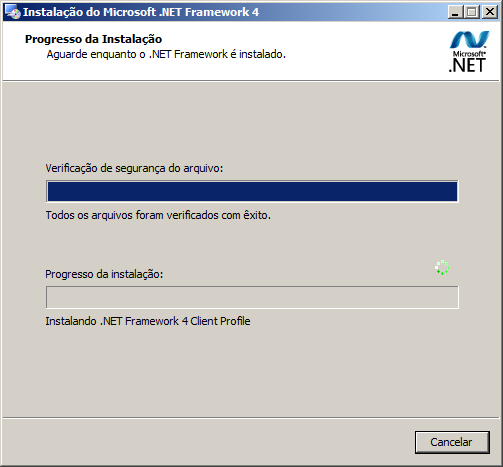 Instalação do Microsoft .NET Framework 4
Progresso da Instalação
Aguarde enquanto o .NET Framework é instalado.
Microsoft®
.NET
Verificação de segurança do arquivo:
Todos os arquivos foram verificados com êxito.
Progresso da instalação:
Instalando .NET Framework 4 Client Profile
Cancelar